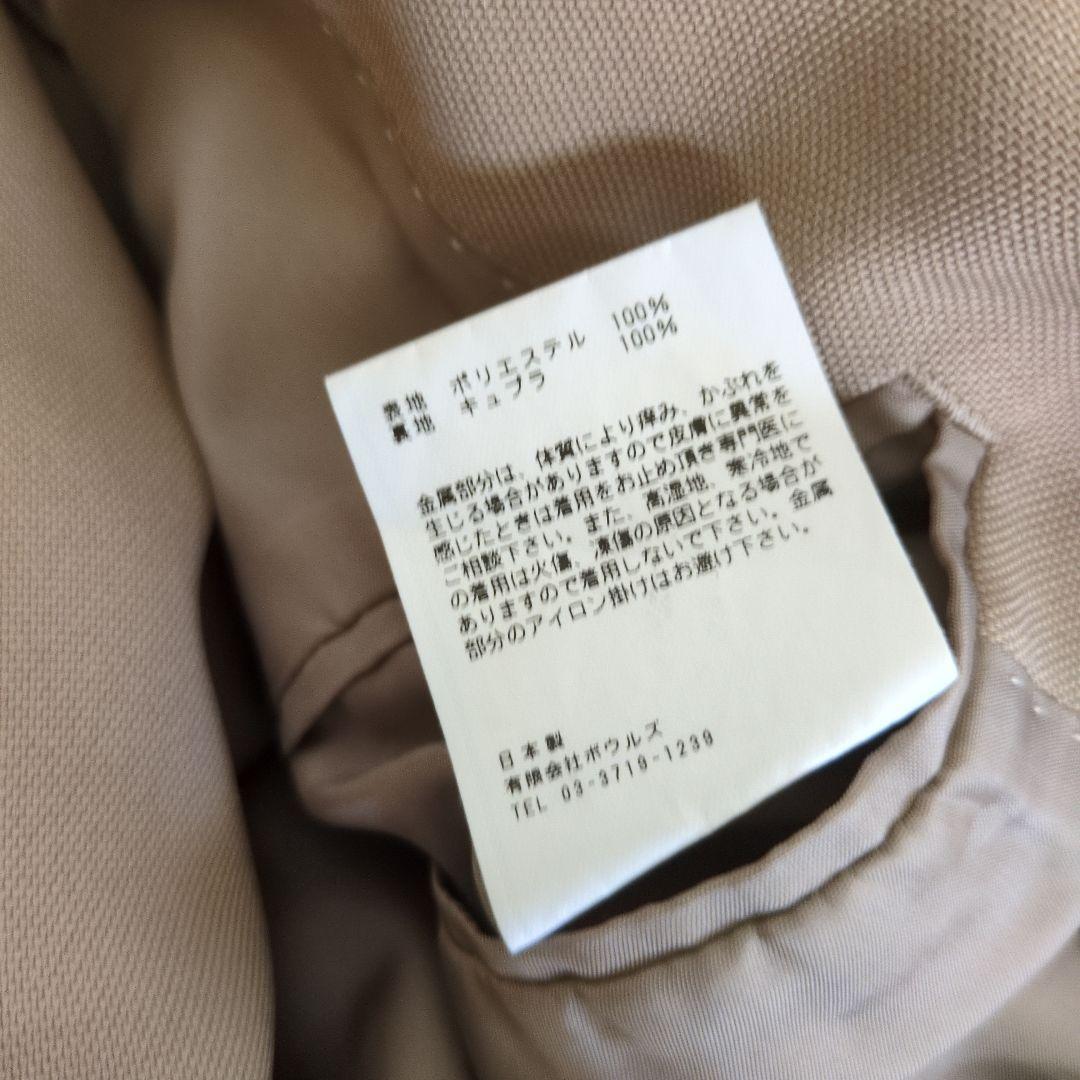 表地 ポリエステル 100%
裏地 キュプラ 100%
金属部分は、体質により痒み、かぶれを
生じる場合がありますので皮膚に異常を
感じたときは着用をお止め頂き専門医に
ご相談下さい。また、高湿地、寒冷地で
の着用は火傷、凍傷の原因となる場合が
ありますので着用しないで下さい。金属
部分のアイロン掛けはお避け下さい。
日本製
有限会社ボウルズ
TEL 03-3719-1239